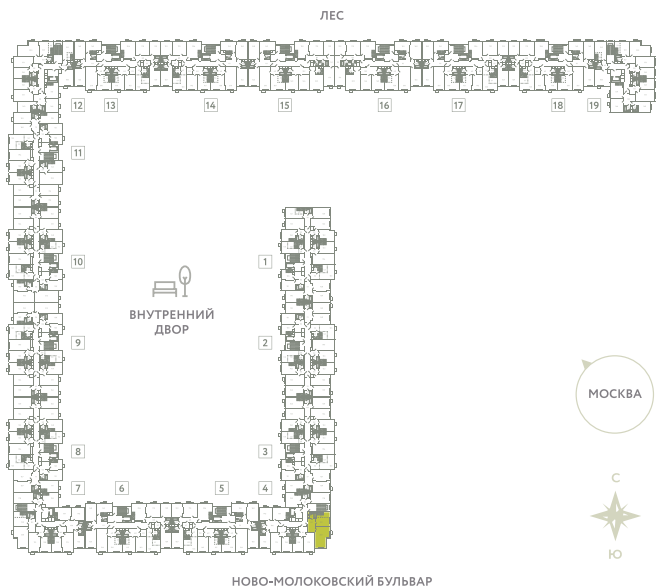 ЛЕС
12 13 14 15 16 17 18 19
11
10 1
ВНУТРЕННИЙ
ДВОР
9 2
МОСКВА
8 3
С
7 6 5 4
Ю
НОВО-МОЛОКОВСКИЙ БУЛЬВАР